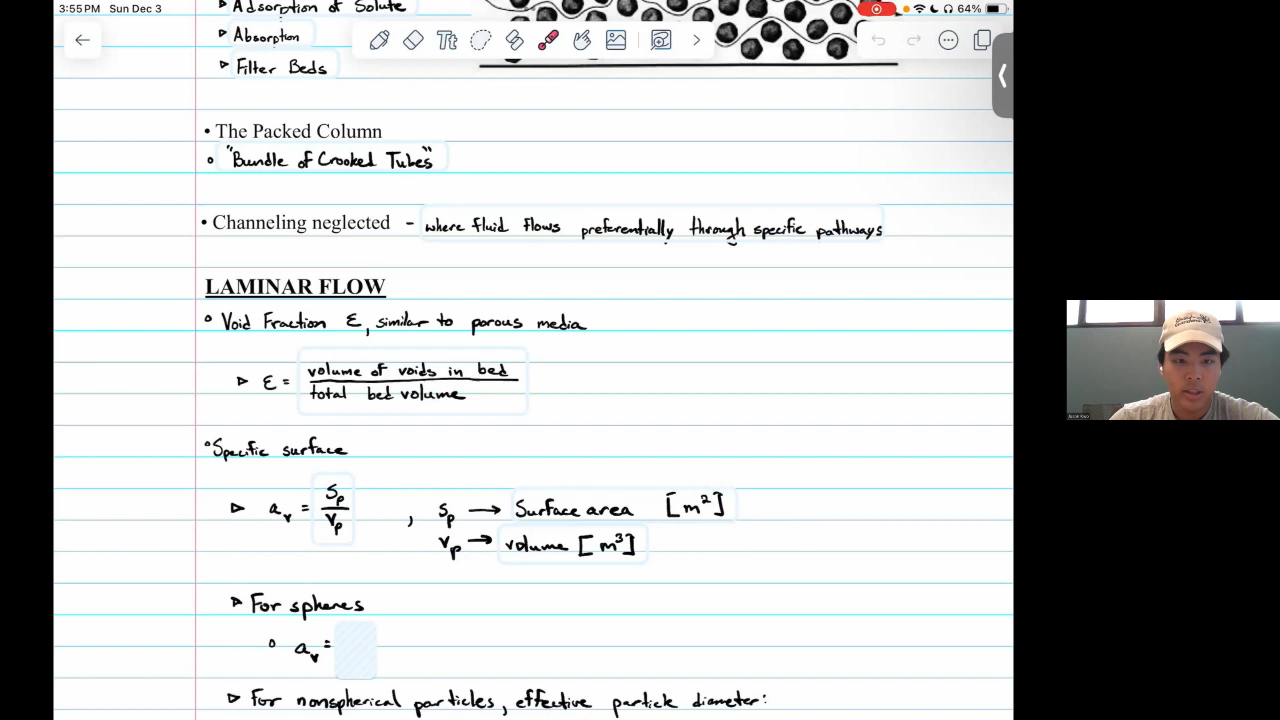 3:55 PM Sun Dec 3
64%
▹ Adsorption of Solute
▹ Absorption
▹ Filter Beds
Tt
• The Packed Column
∘ "Bundle of Crooked Tubes"
• Channeling neglected - where fluid flows preferentially through specific pathways
LAMINAR FLOW
∘ Void Fraction ε, similar to porous media
▹ ε = volume of voids in bed
total bed volume
∘ Specific surface
▹ a_v = S_p / V_p , S_p → Surface area [m²]
V_p → volume [m³]
▹ For spheres
∘ a_v =
▹ For nonspherical particles, effective particle diameter: